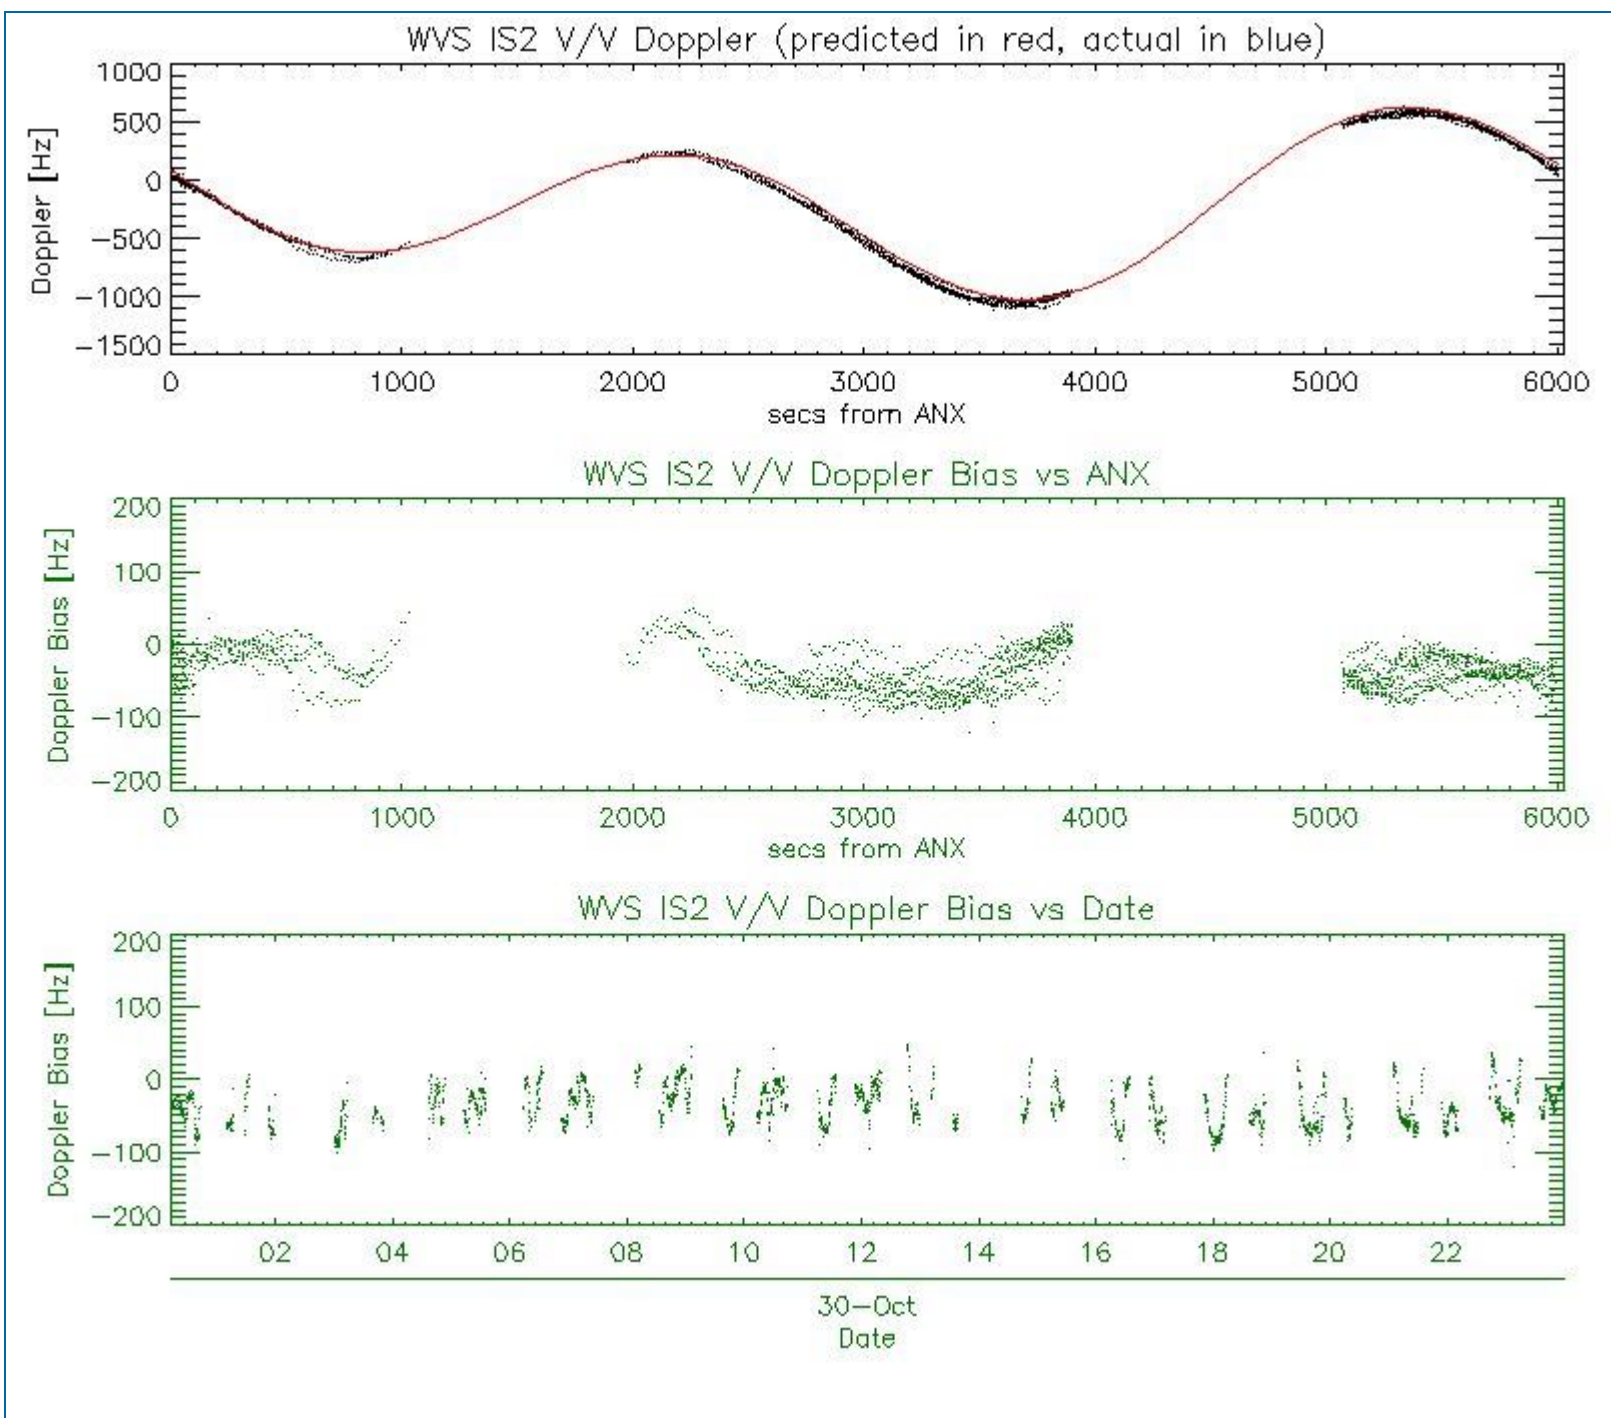 WVS IS2 V/V Doppler (predicted in red, actual in blue)
Doppler [Hz]
1000
500
0
−500
−1000
−1500
0 1000 2000 3000 4000 5000 6000
secs from ANX
WVS IS2 V/V Doppler Bias vs ANX
Doppler Bias [Hz]
200
100
0
−100
−200
0 1000 2000 3000 4000 5000 6000
secs from ANX
WVS IS2 V/V Doppler Bias vs Date
Doppler Bias [Hz]
200
100
0
−100
−200
02 04 06 08 10 12 14 16 18 20 22
30−Oct
Date